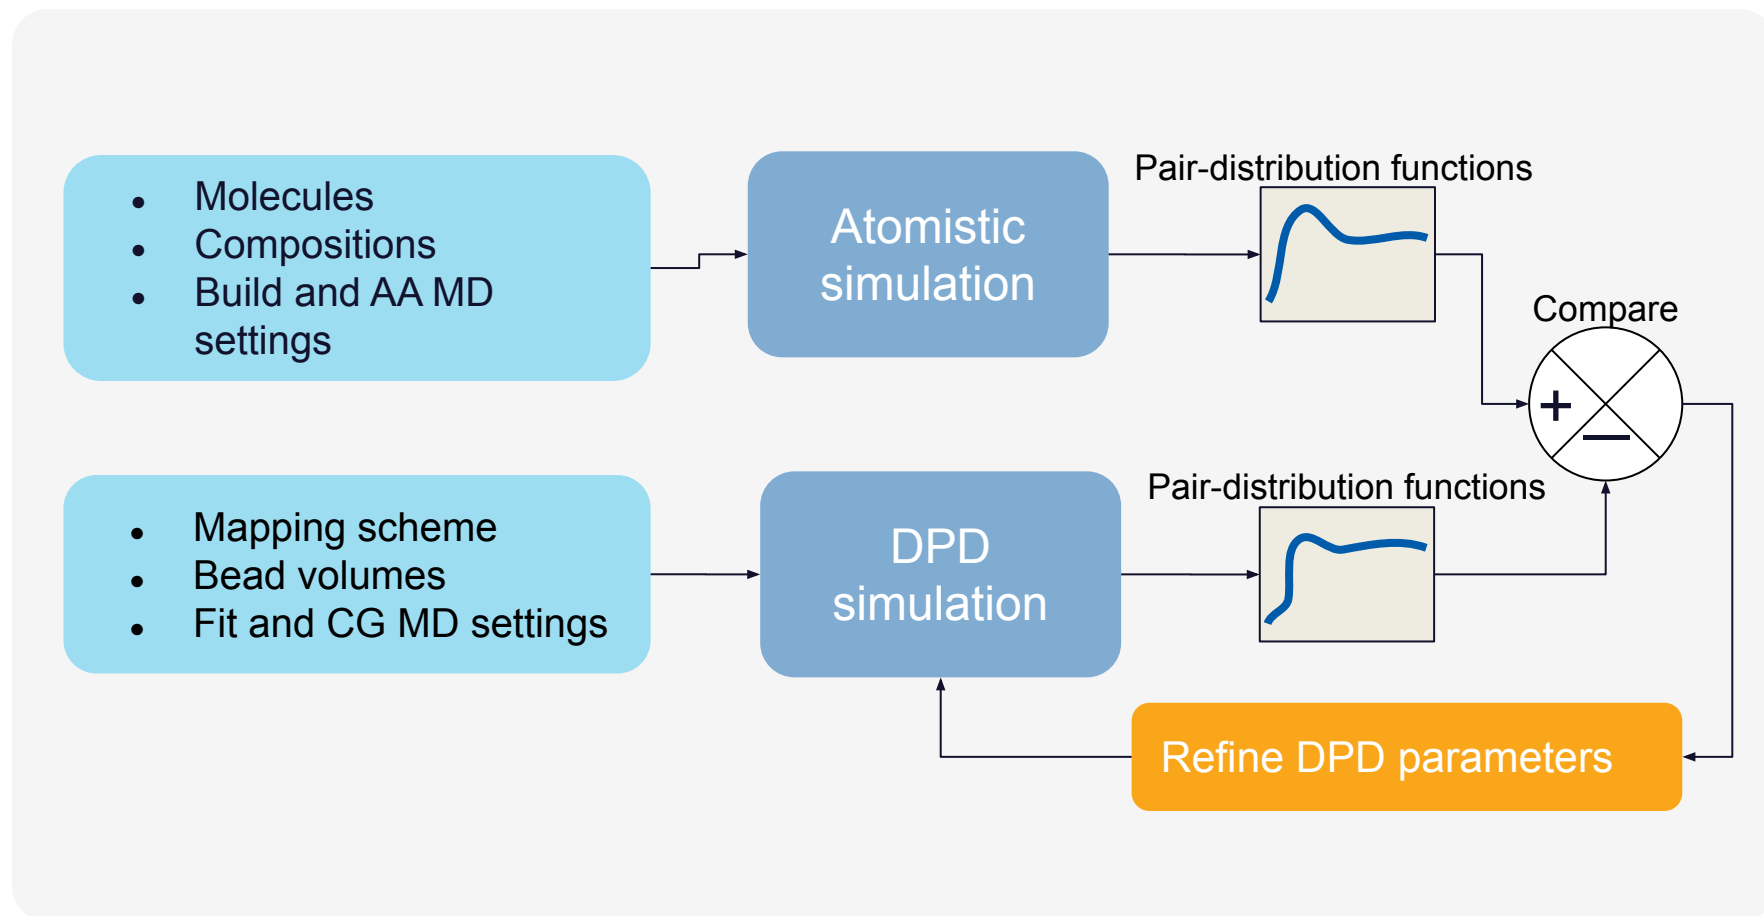 ● Molecules
● Compositions
● Build and AA MD
settings
Atomistic
simulation
Pair-distribution functions
Compare
+
−
● Mapping scheme
● Bead volumes
● Fit and CG MD settings
DPD
simulation
Pair-distribution functions
Refine DPD parameters